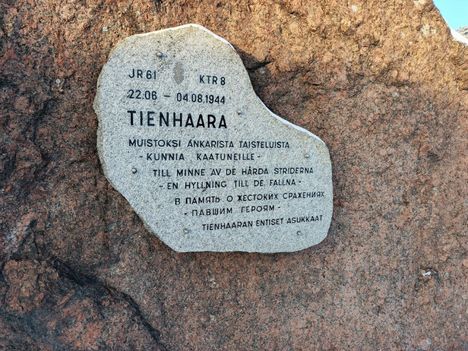 JR 61 KTR 8
22.06 – 04.08.1944
TIENHAARA
MUISTOKSI ANKARISTA TAISTELUISTA
- KUNNIA KAATUNEILLE -
TILL MINNE AV DE HÅRDA STRIDERNA
- EN HYLLNING TILL DE FALLNA -
В ПАМЯТЬ О ЖЕСТОКИХ СРАЖЕНИЯХ
- ПАВШИМ ГЕРОЯМ -
TIENHAARAN ENTISET ASUKKAAT